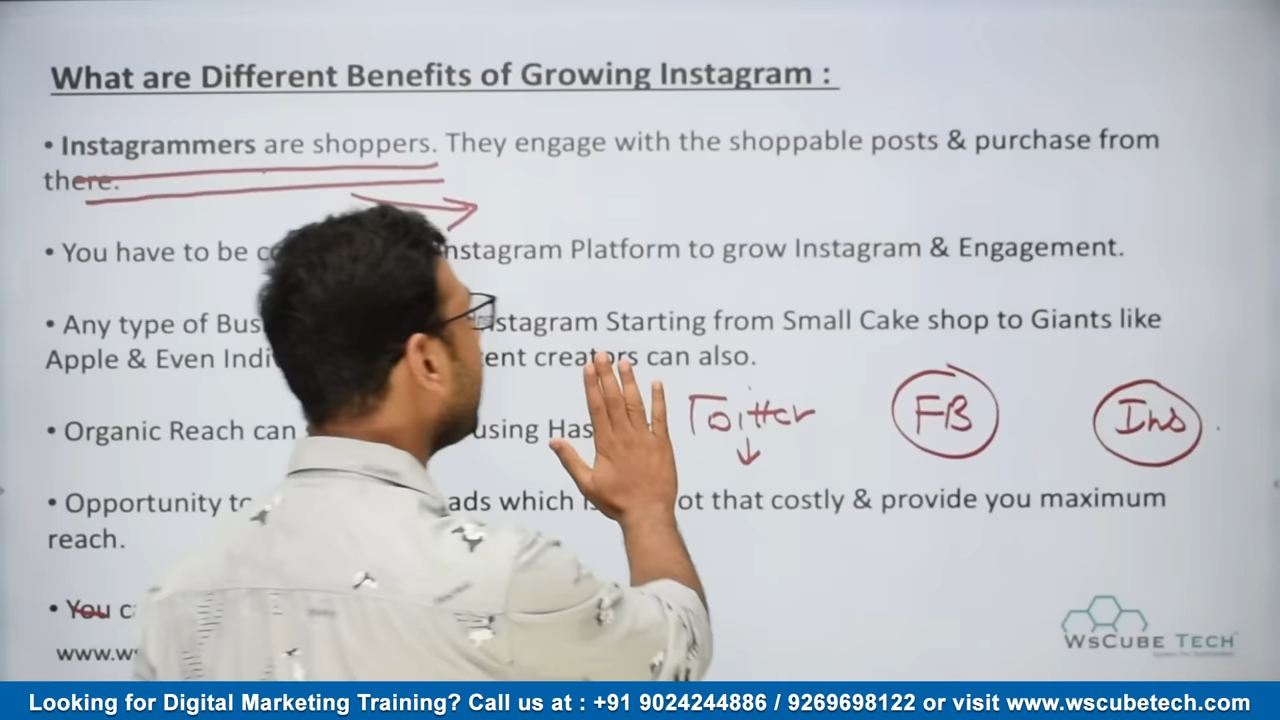 What are Different Benefits of Growing Instagram :
• Instagrammers are shoppers. They engage with the shoppable posts & purchase from
there.
• You have to be nstagram Platform to grow Instagram & Engagement.
• Any type of Bus stagram Starting from Small Cake shop to Giants like
Apple & Even Indi ent creators can also.
Twitter FB Ins
• Organic Reach can using Has
• Opportunity to ads which ot that costly & provide you maximum
reach.
• You c
www.ws
WsCube Tech
Looking for Digital Marketing Training? Call us at : +91 9024244886 / 9269698122 or visit www.wscubetech.com